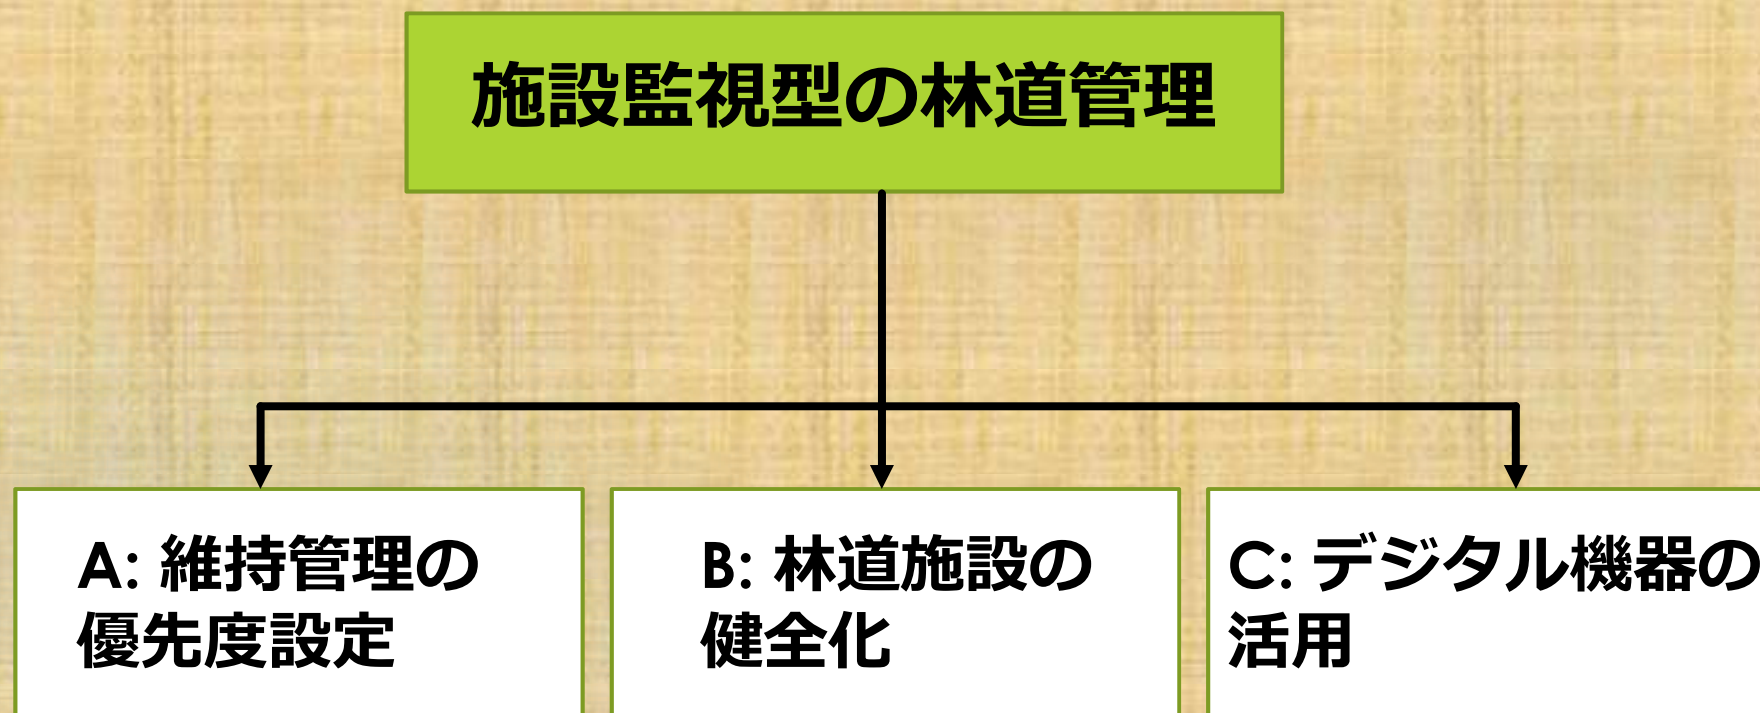 施設監視型の林道管理
A: 維持管理の
優先度設定
B: 林道施設の
健全化
C: デジタル機器の
活用